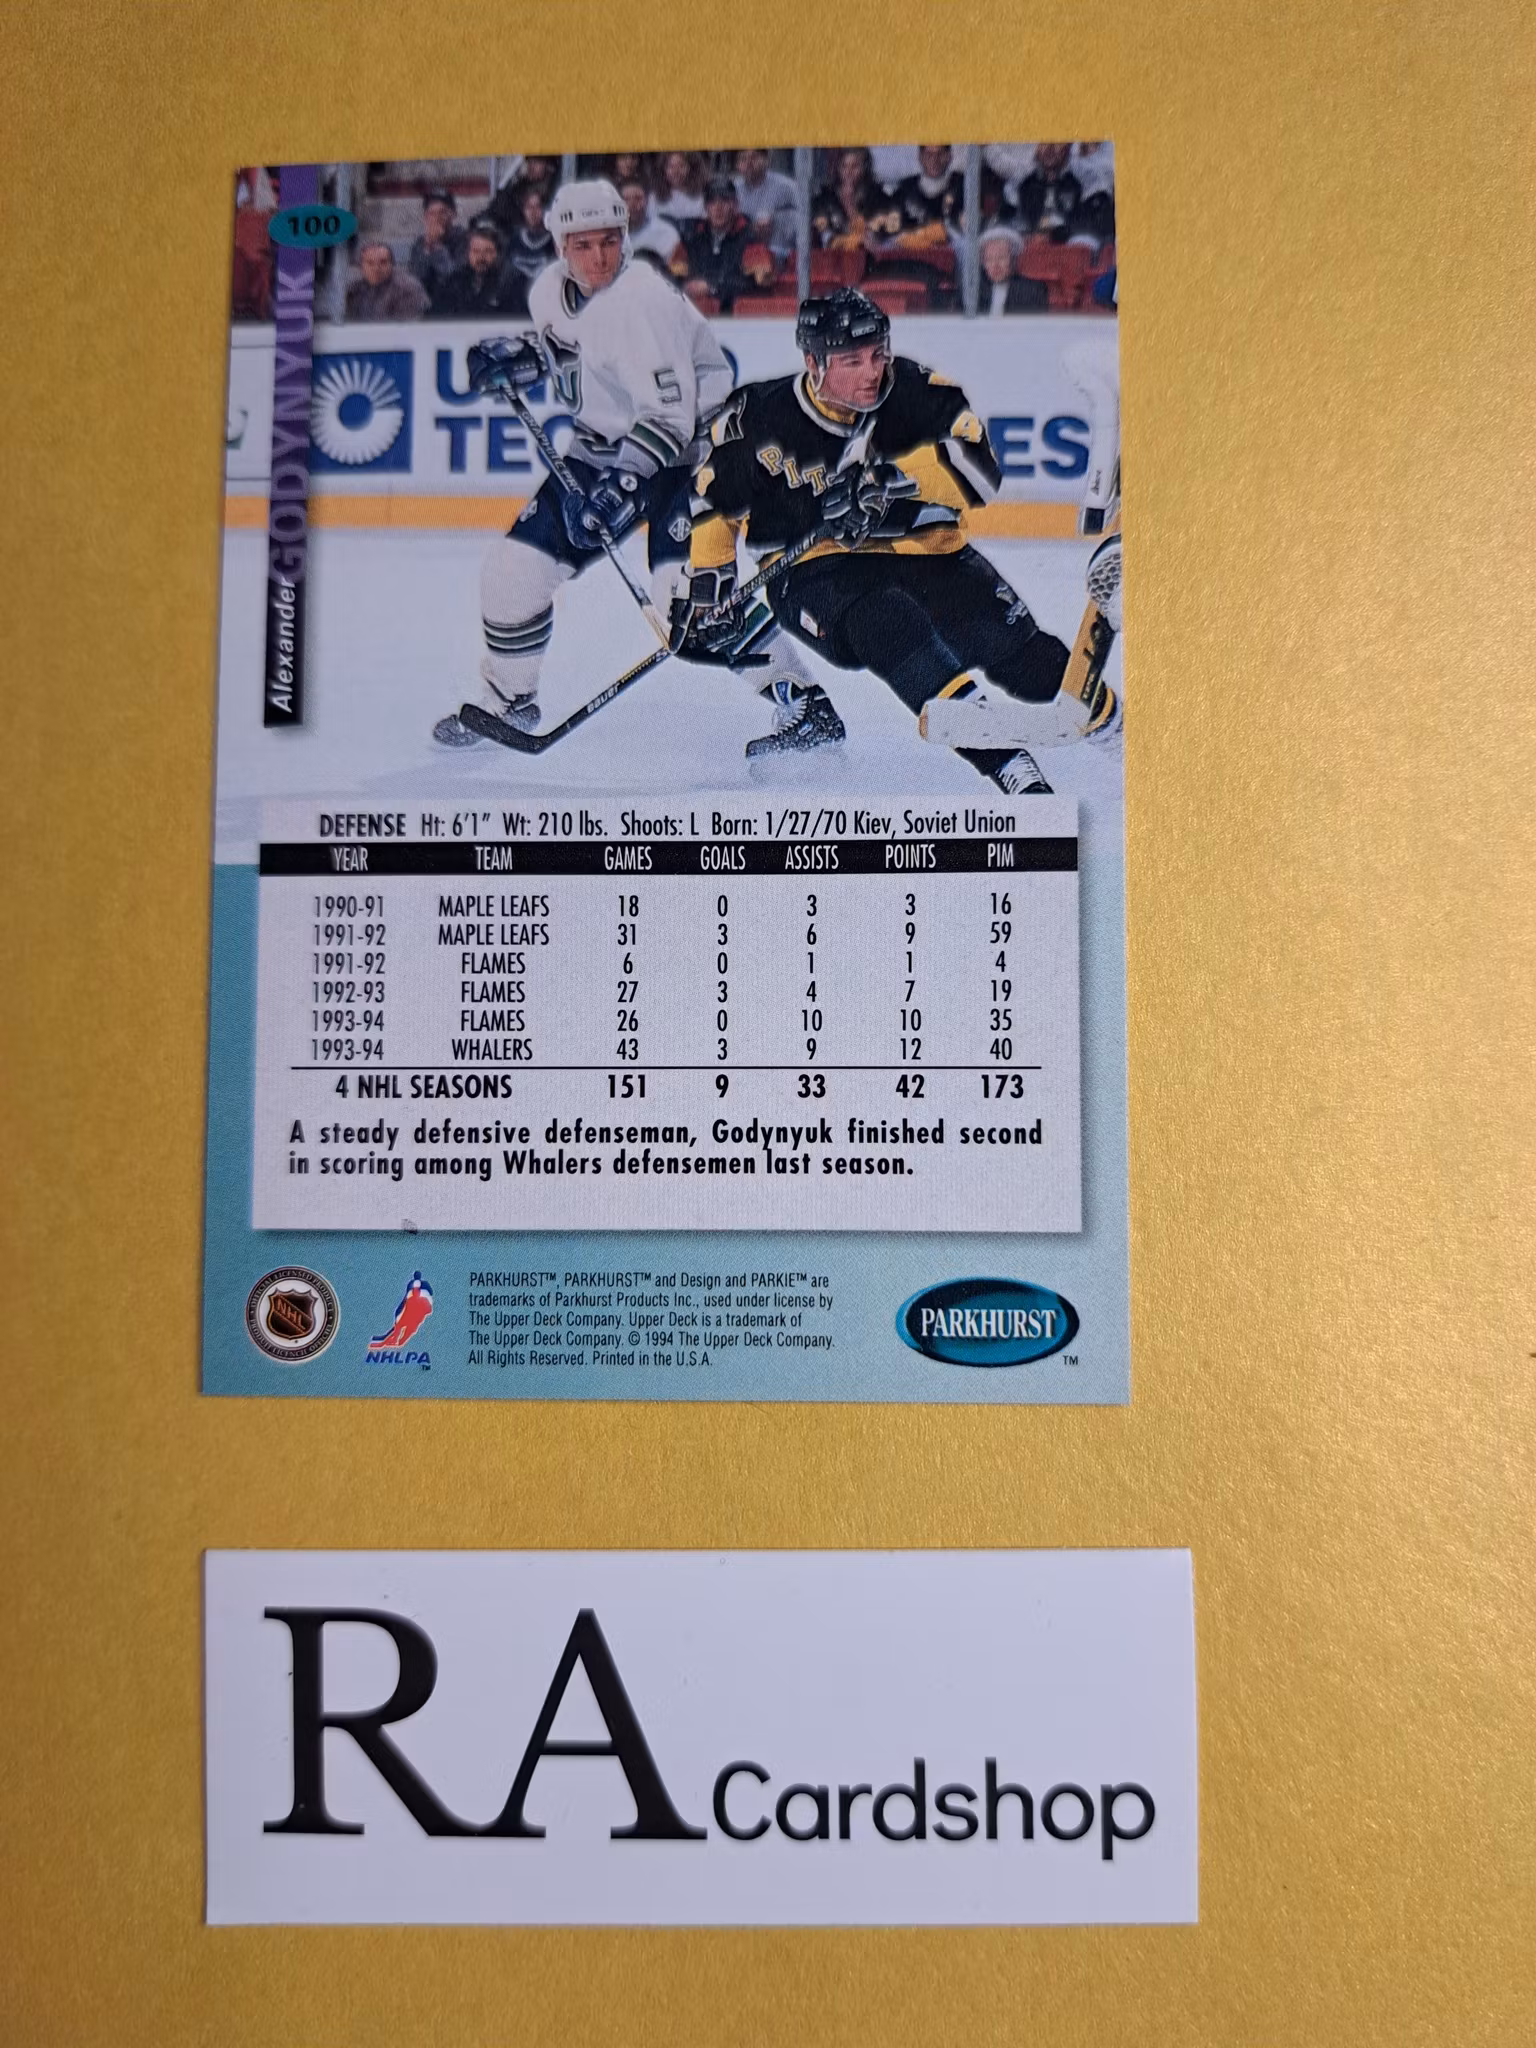 100
Alexander GODYNYUK
5
PIT
4
bauer
DEFENSE Ht: 6'1" Wt: 210 lbs. Shoots: L Born: 1/27/70 Kiev, Soviet Union
YEAR TEAM GAMES GOALS ASSISTS POINTS PIM
1990-91 MAPLE LEAFS 18 0 3 3 16
1991-92 MAPLE LEAFS 31 3 6 9 59
1991-92 FLAMES 6 0 1 1 4
1992-93 FLAMES 27 3 4 7 19
1993-94 FLAMES 26 0 10 10 35
1993-94 WHALERS 43 3 9 12 40
4 NHL SEASONS 151 9 33 42 173
A steady defensive defenseman, Godynyuk finished second
in scoring among Whalers defensemen last season.
NHL
NHLPA™
PARKHURST™, PARKHURST™ and Design and PARKIE™ are
trademarks of Parkhurst Products Inc., used under license by
The Upper Deck Company. Upper Deck is a trademark of
The Upper Deck Company. © 1994 The Upper Deck Company.
All Rights Reserved. Printed in the U.S.A.
PARKHURST™
RA Cardshop